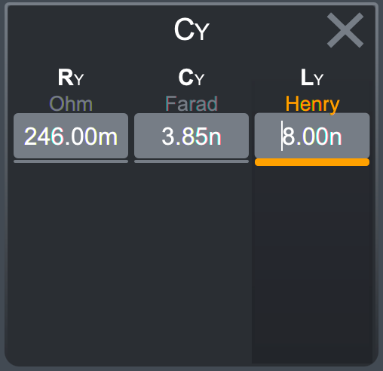 CY
RY CY LY
Ohm Farad Henry
246.00m 3.85n 8.00n